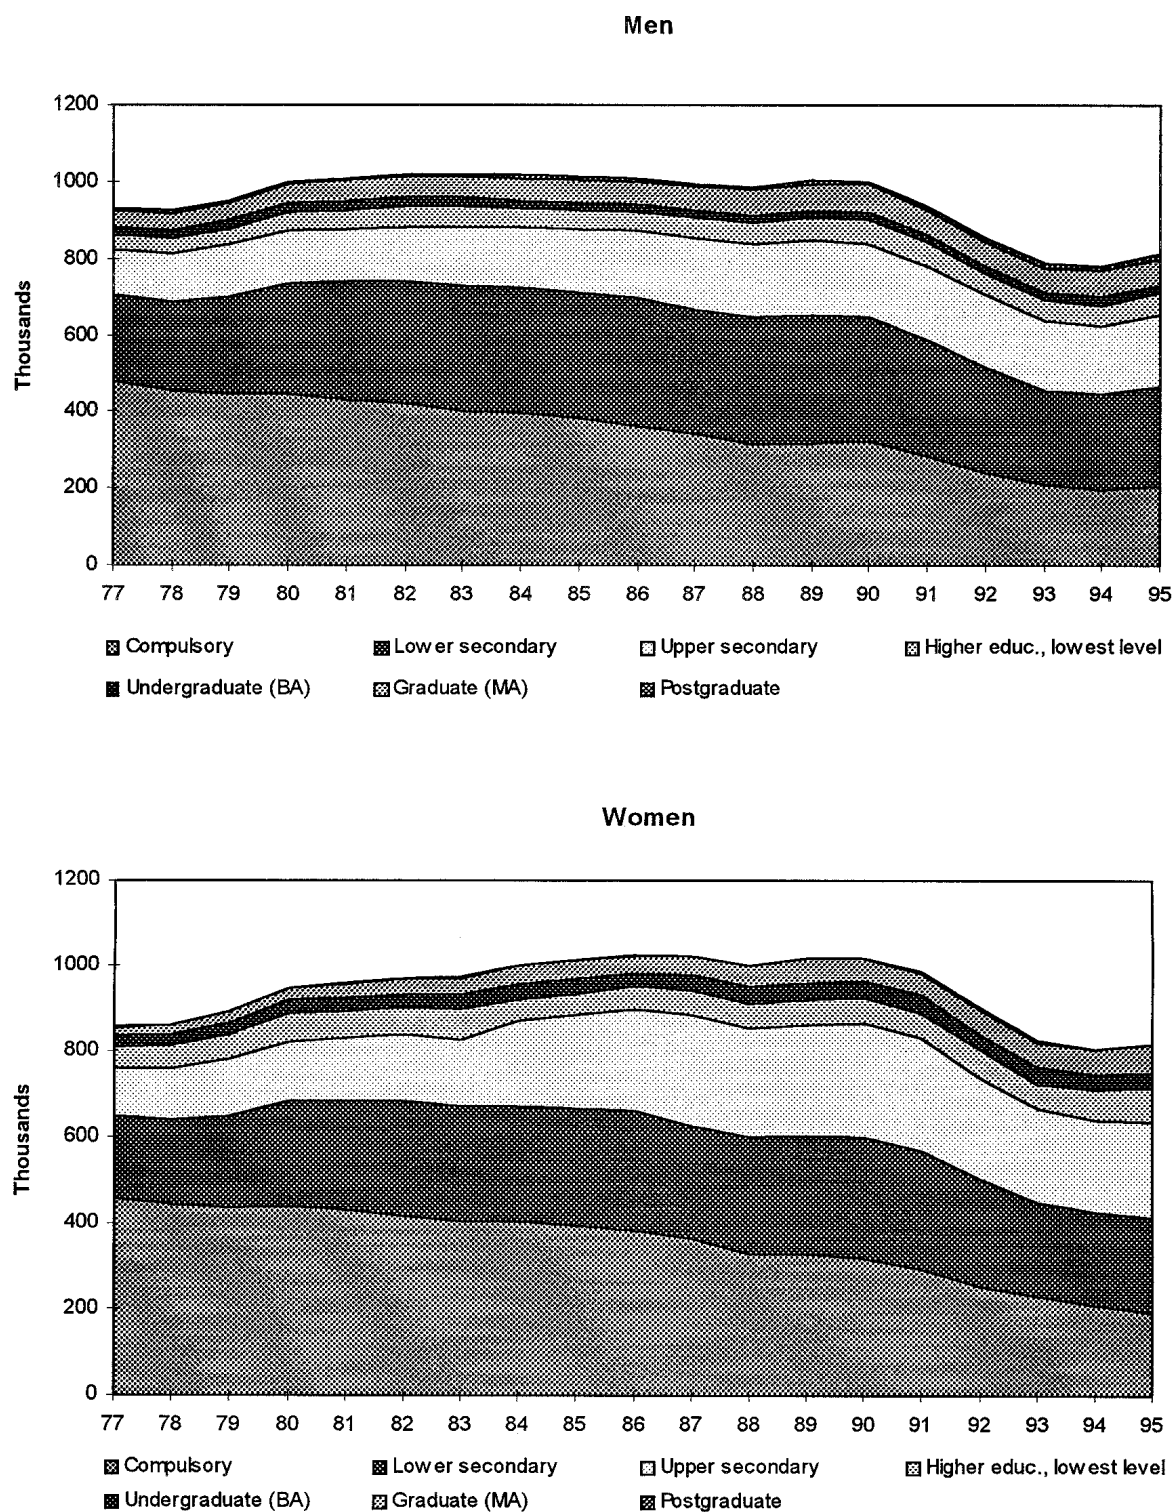 Men
1200
1000
800
600
400
200
0
Thousands
77 78 79 80 81 82 83 84 85 86 87 88 89 90 91 92 93 94 95
Compulsory Lower secondary Upper secondary Higher educ., lowest level
Undergraduate (BA) Graduate (MA) Postgraduate
Women
1200
1000
800
600
400
200
0
Thousands
77 78 79 80 81 82 83 84 85 86 87 88 89 90 91 92 93 94 95
Compulsory Lower secondary Upper secondary Higher educ., lowest level
Undergraduate (BA) Graduate (MA) Postgraduate